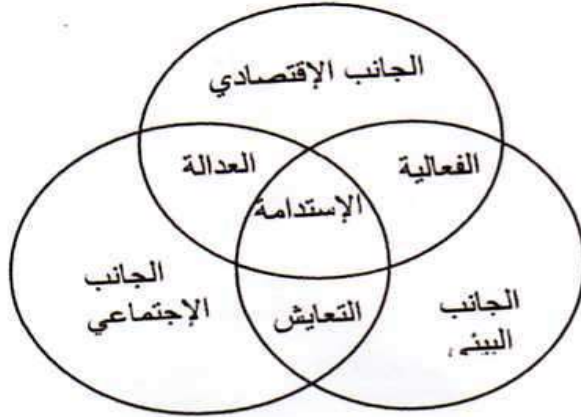 الجانب الإقتصادي
العدالة
الفعالية
الإستدامة
الجانب
الإجتماعي
التعايش
الجانب
البيئي